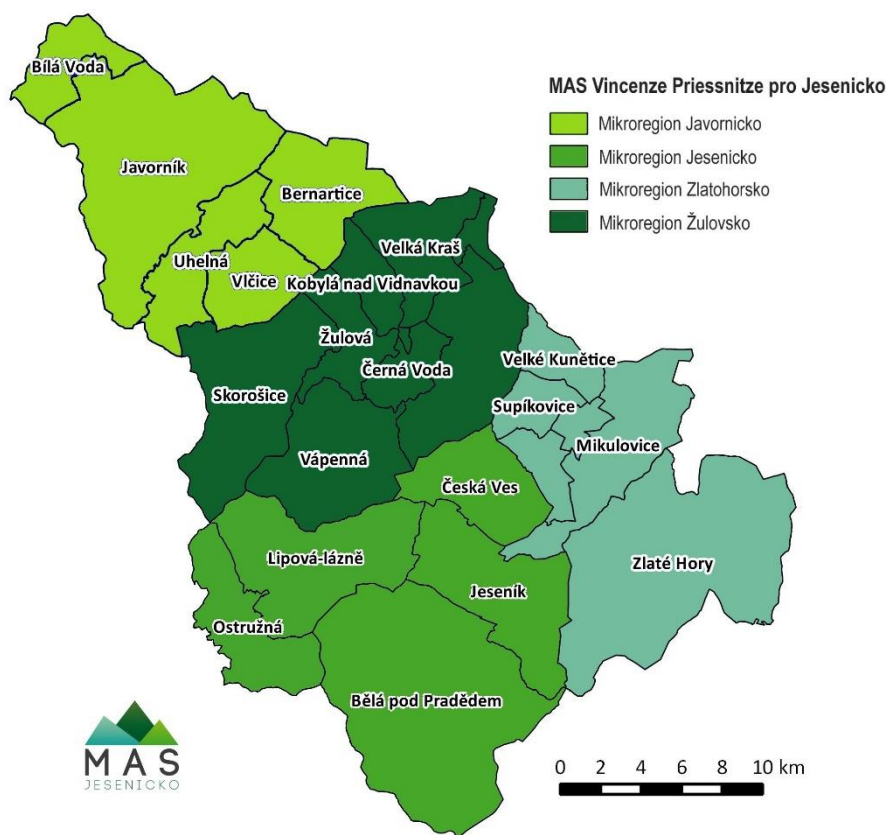 MAS Vincenze Priessnitze pro Jesenicko
Mikroregion Javornicko
Mikroregion Jesenicko
Mikroregion Zlatohorsko
Mikroregion Žulovsko
Bílá Voda
Javorník
Bernartice
Uhelná
Vlčice
Velká Kraš
Kobylá nad Vidnavkou
Žulová
Černá Voda
Skorošice
Vápenná
Velké Kunětice
Supíkovice
Mikulovice
Česká Ves
Zlaté Hory
Lipová-lázně
Jeseník
Ostružná
Bělá pod Pradědem
MAS
JESENICKO
0 2 4 6 8 10 km